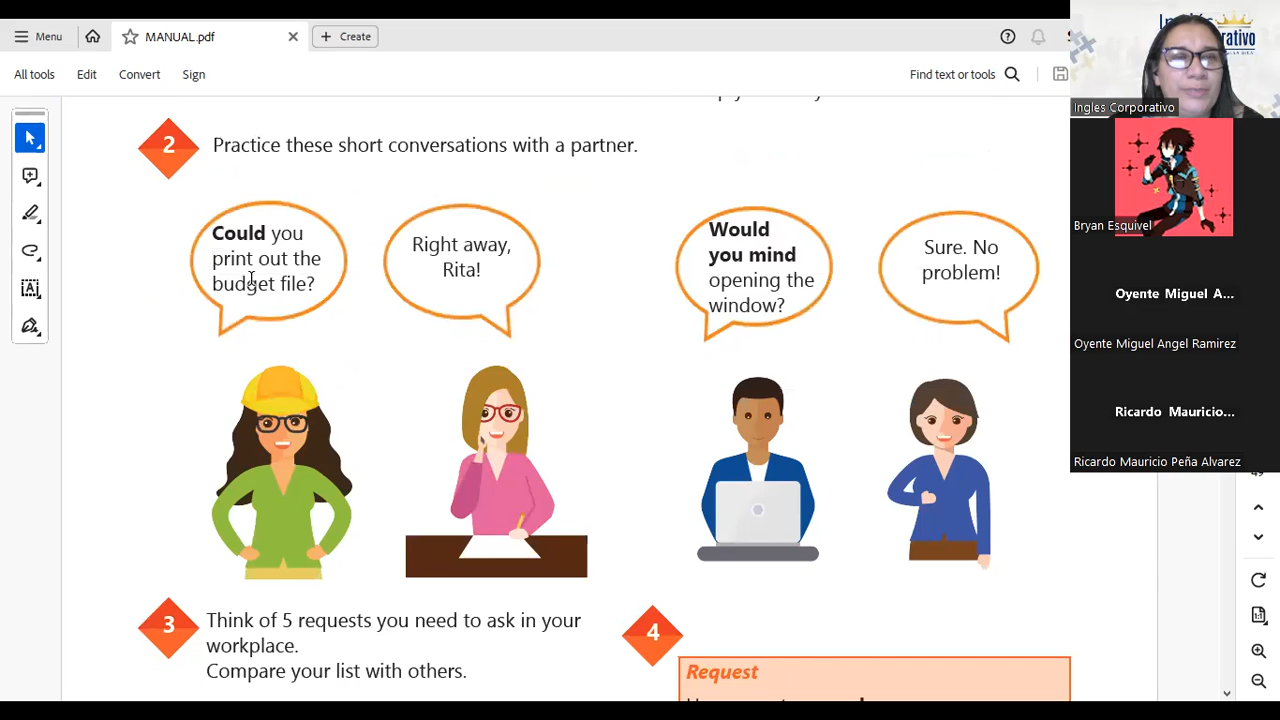 Menu
MANUAL.pdf
Create
All tools
Edit
Convert
Sign
Find text or tools
2
Practice these short conversations with a partner.
Could you
print out the
budget file?
Right away,
Rita!
Would
you mind
opening the
window?
Sure. No
problem!
3
Think of 5 requests you need to ask in your
workplace.
Compare your list with others.
4
Request
Ingles Corporativo
Bryan Esquivel
Oyente Miguel A...
Oyente Miguel Angel Ramirez
Ricardo Mauricio...
Ricardo Mauricio Peña Alvarez